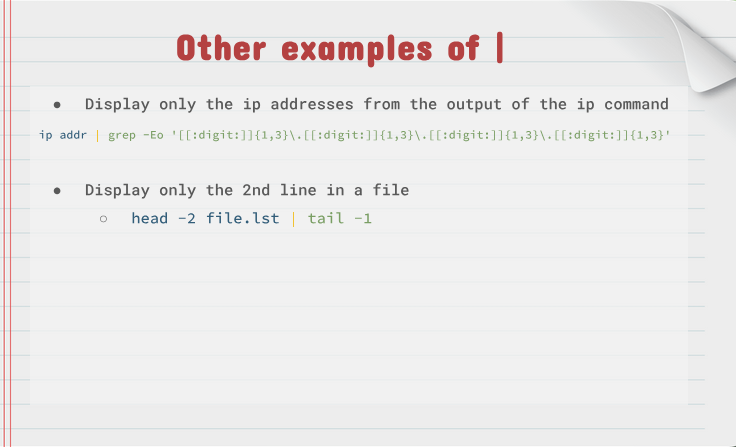 Other examples of |
● Display only the ip addresses from the output of the ip command
ip addr | grep -Eo '[[:digit:]]{1,3}\.[[:digit:]]{1,3}\.[[:digit:]]{1,3}\.[[:digit:]]{1,3}'
● Display only the 2nd line in a file
○ head -2 file.lst | tail -1